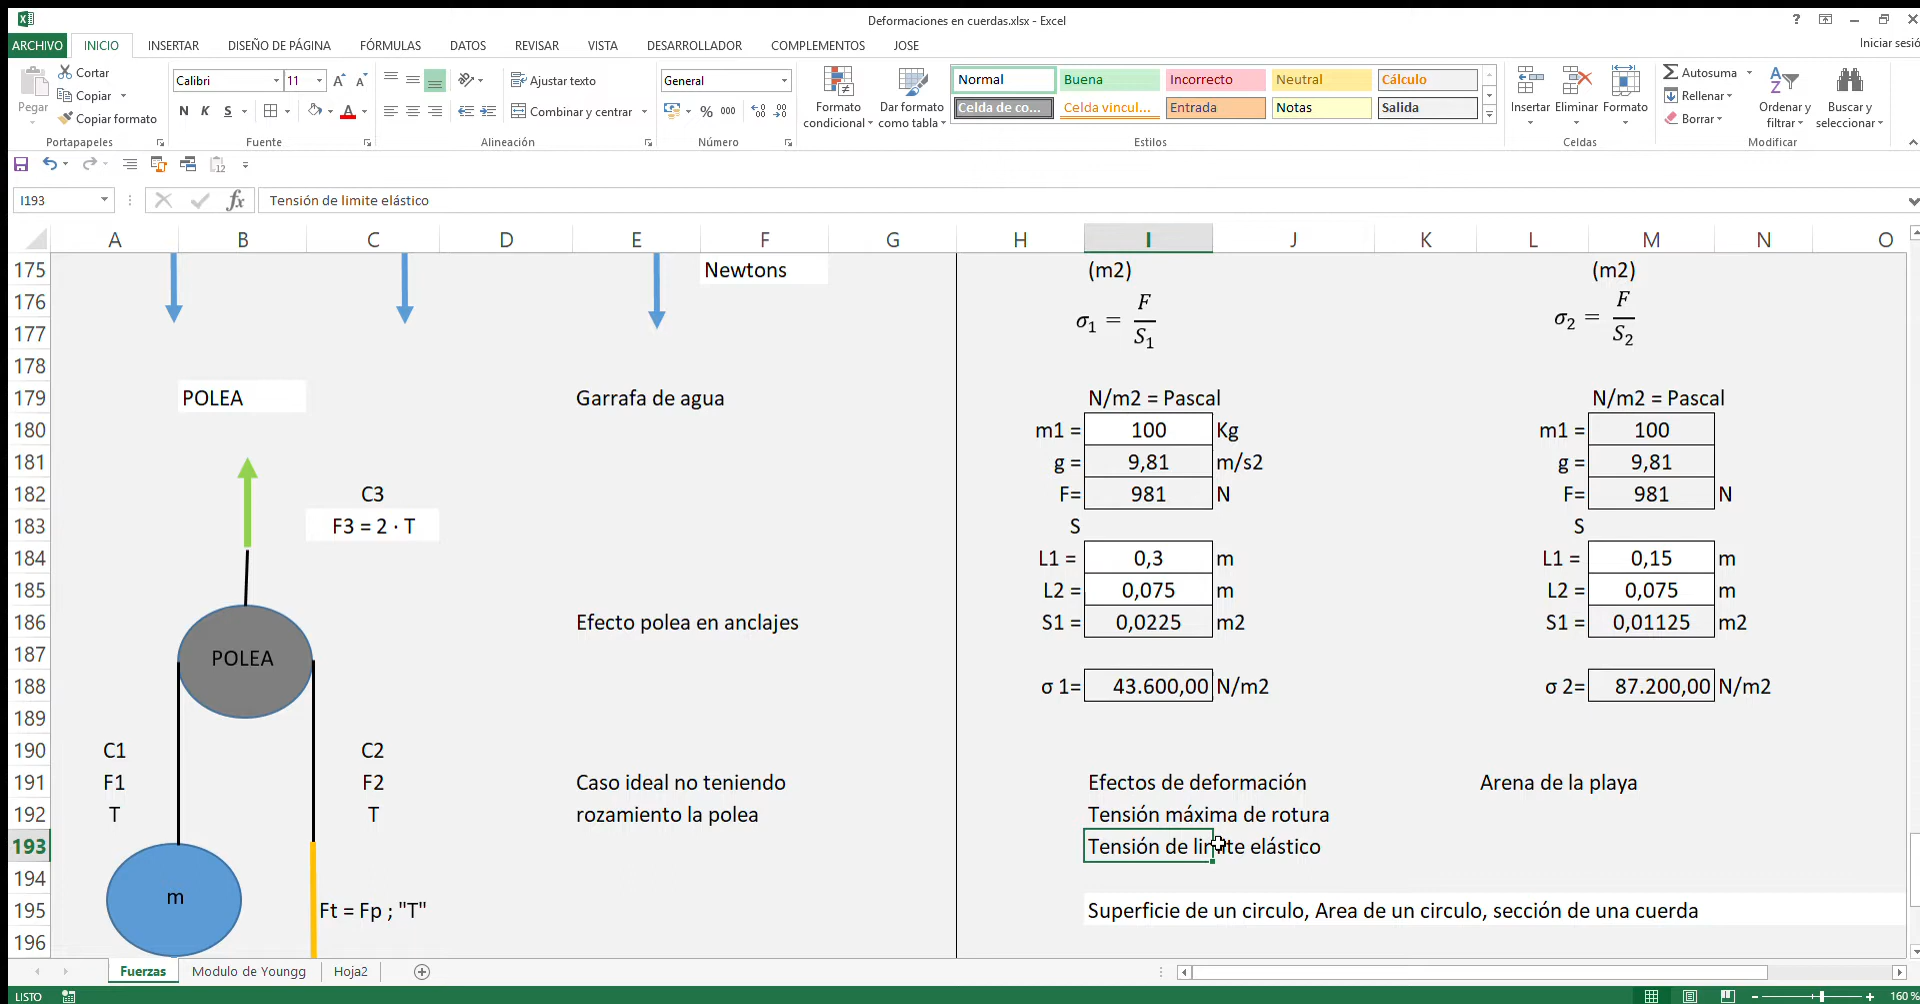 Deformaciones en cuerdas.xlsx - Excel
ARCHIVO INICIO INSERTAR DISEÑO DE PÁGINA FÓRMULAS DATOS REVISAR VISTA DESARROLLADOR COMPLEMENTOS JOSE Iniciar sesió
Pegar
Cortar
Copiar
Copiar formato
Portapapeles
Calibri 11
N K S
Fuente
Ajustar texto
Combinar y centrar
Alineación
General
% 000
Número
Formato condicional
Dar formato como tabla
Normal Buena Incorrecto Neutral Cálculo
Celda de co... Celda vincul... Entrada Notas Salida
Estilos
Insertar Eliminar Formato
Celdas
Autosuma
Rellenar
Borrar
Ordenar y filtrar
Buscar y seleccionar
Modificar
I193 fx Tensión de limite elástico
A B C D E F G H I J K L M N O
175 Newtons (m2) (m2)
176
177 σ1 = F/S1 σ2 = F/S2
178
179 POLEA Garrafa de agua N/m2 = Pascal N/m2 = Pascal
180 m1 = 100 Kg m1 = 100
181 g = 9,81 m/s2 g = 9,81
182 C3 F= 981 N F= 981 N
183 F3 = 2 · T S S
184 L1 = 0,3 m L1 = 0,15 m
185 L2 = 0,075 m L2 = 0,075 m
186 Efecto polea en anclajes S1 = 0,0225 m2 S1 = 0,01125 m2
187 POLEA
188 σ 1= 43.600,00 N/m2 σ 2= 87.200,00 N/m2
189
190 C1 C2
191 F1 F2 Caso ideal no teniendo Efectos de deformación Arena de la playa
192 T T rozamiento la polea Tensión máxima de rotura
193 Tensión de limite elástico
194 m
195 Ft = Fp ; "T" Superficie de un circulo, Area de un circulo, sección de una cuerda
196
Fuerzas Modulo de Youngg Hoja2
LISTO 160 %